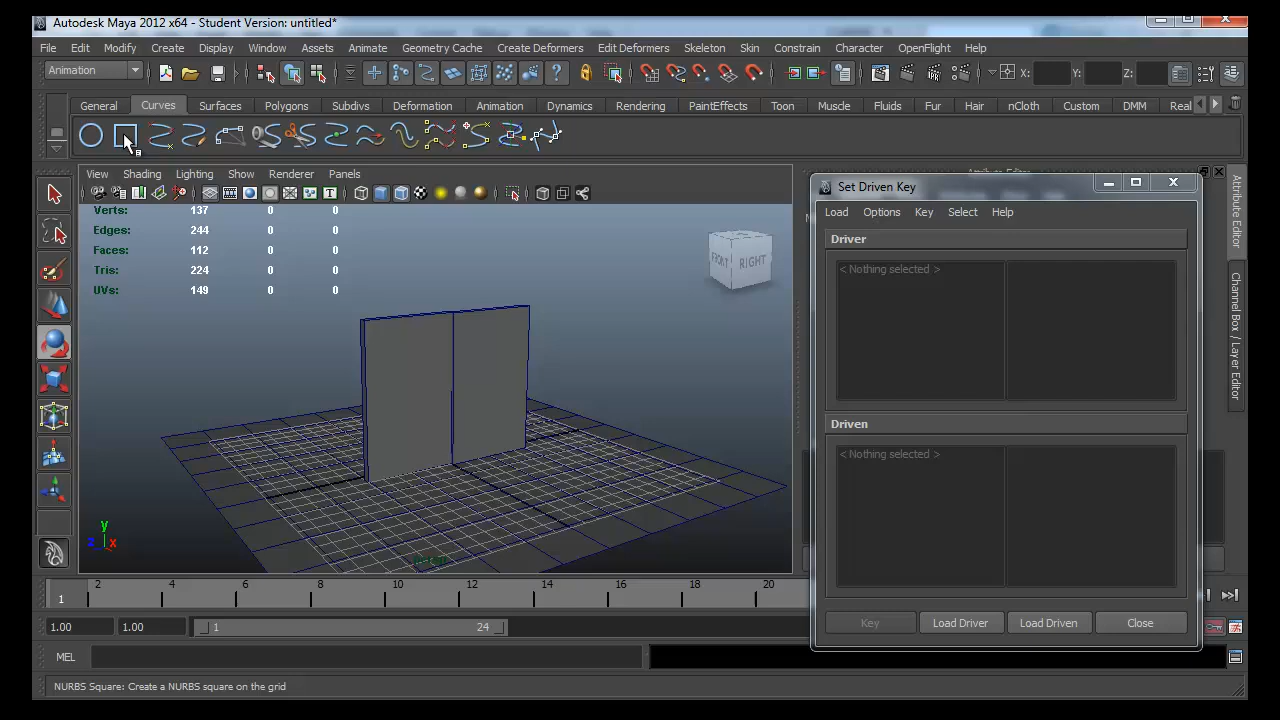 Autodesk Maya 2012 x64 - Student Version: untitled*
File Edit Modify Create Display Window Assets Animate Geometry Cache Create Deformers Edit Deformers Skeleton Skin Constrain Character OpenFlight Help
Animation X: Y: Z:
General Curves Surfaces Polygons Subdivs Deformation Animation Dynamics Rendering PaintEffects Toon Muscle Fluids Fur Hair nCloth Custom DMM Real
View Shading Lighting Show Renderer Panels
Verts: 137 0 0
Edges: 244 0 0
Faces: 112 0 0
Tris: 224 0 0
UVs: 149 0 0
FRONT RIGHT
y
z x
persp
Set Driven Key
Load Options Key Select Help
Driver
< Nothing selected >
Driven
< Nothing selected >
Key Load Driver Load Driven Close
Attribute Editor
Channel Box / Layer Editor
2 4 6 8 10 12 14 16 18 20
1
1.00 1.00 1 24
MEL
NURBS Square: Create a NURBS square on the grid